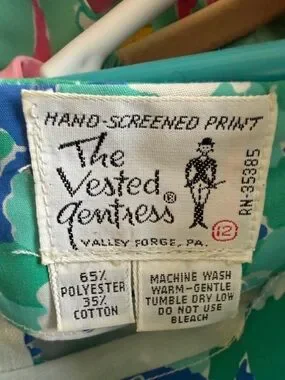 HAND-SCREENED PRINT
The
Vested
Gentress®
VALLEY FORGE, PA.
12
RN-35385
65%
POLYESTER
35%
COTTON
MACHINE WASH
WARM-GENTLE
TUMBLE DRY LOW
DO NOT USE
BLEACH